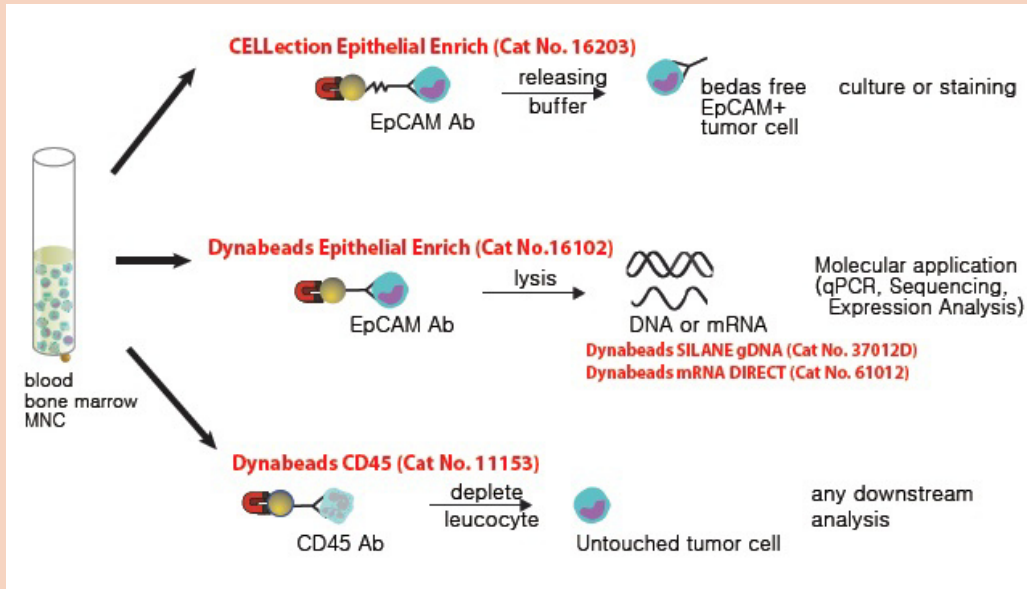 CELLection Epithelial Enrich (Cat No. 16203)
EpCAM Ab
releasing
buffer
bedas free
EpCAM+
tumor cell
culture or staining
Dynabeads Epithelial Enrich (Cat No.16102)
EpCAM Ab
lysis
DNA or mRNA
Dynabeads SILANE gDNA (Cat No. 37012D)
Dynabeads mRNA DIRECT (Cat No. 61012)
Molecular application
(qPCR, Sequencing,
Expression Analysis)
blood
bone marrow
MNC
Dynabeads CD45 (Cat No. 11153)
CD45 Ab
deplete
leucocyte
Untouched tumor cell
any downstream
analysis